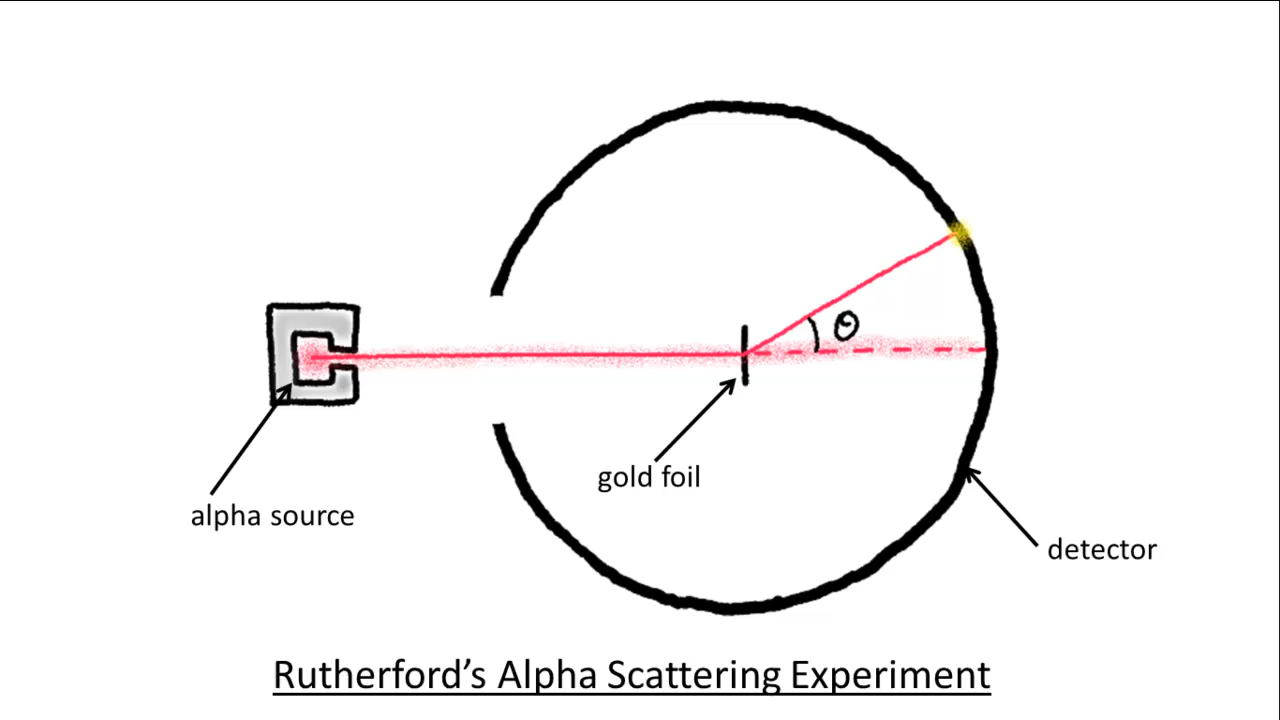 θ
gold foil
alpha source
detector
Rutherford’s Alpha Scattering Experiment